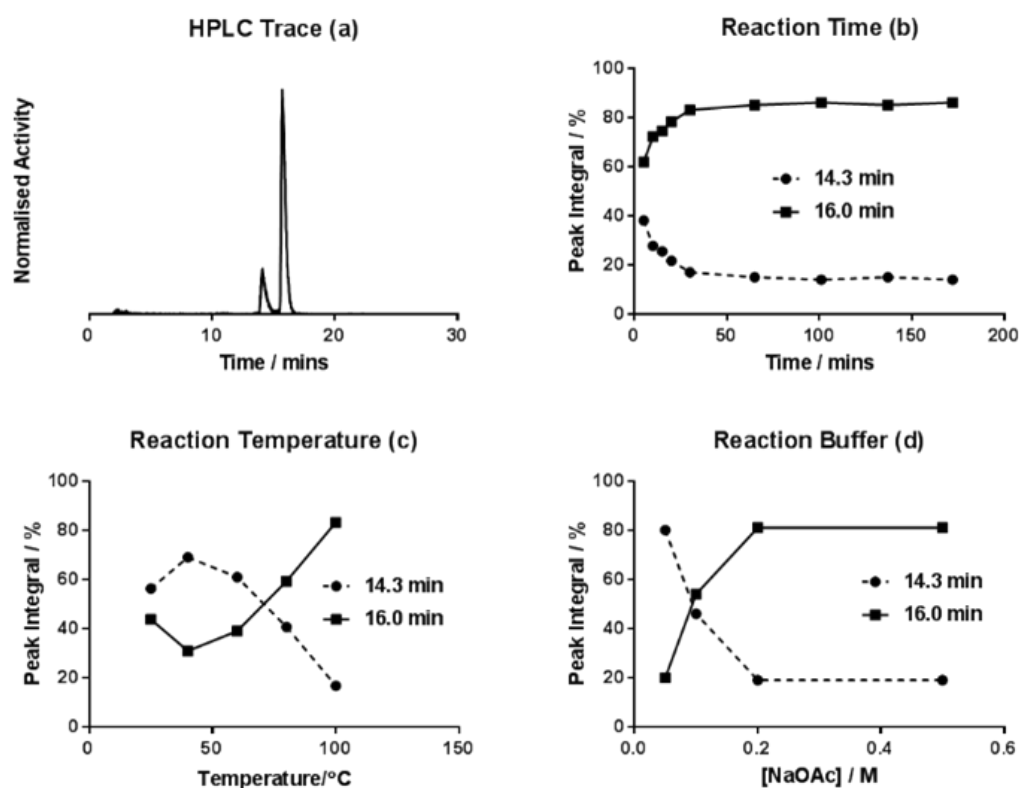 HPLC Trace (a)
Normalised Activity
0 10 20 30
Time / mins
Reaction Time (b)
Peak Integral / %
100
80
60
40
20
0
14.3 min
16.0 min
0 50 100 150 200
Time / mins
Reaction Temperature (c)
Peak Integral / %
100
80
60
40
20
0
14.3 min
16.0 min
0 50 100 150
Temperature/°C
Reaction Buffer (d)
Peak Integral / %
100
80
60
40
20
0
14.3 min
16.0 min
0.0 0.2 0.4 0.6
[NaOAc] / M